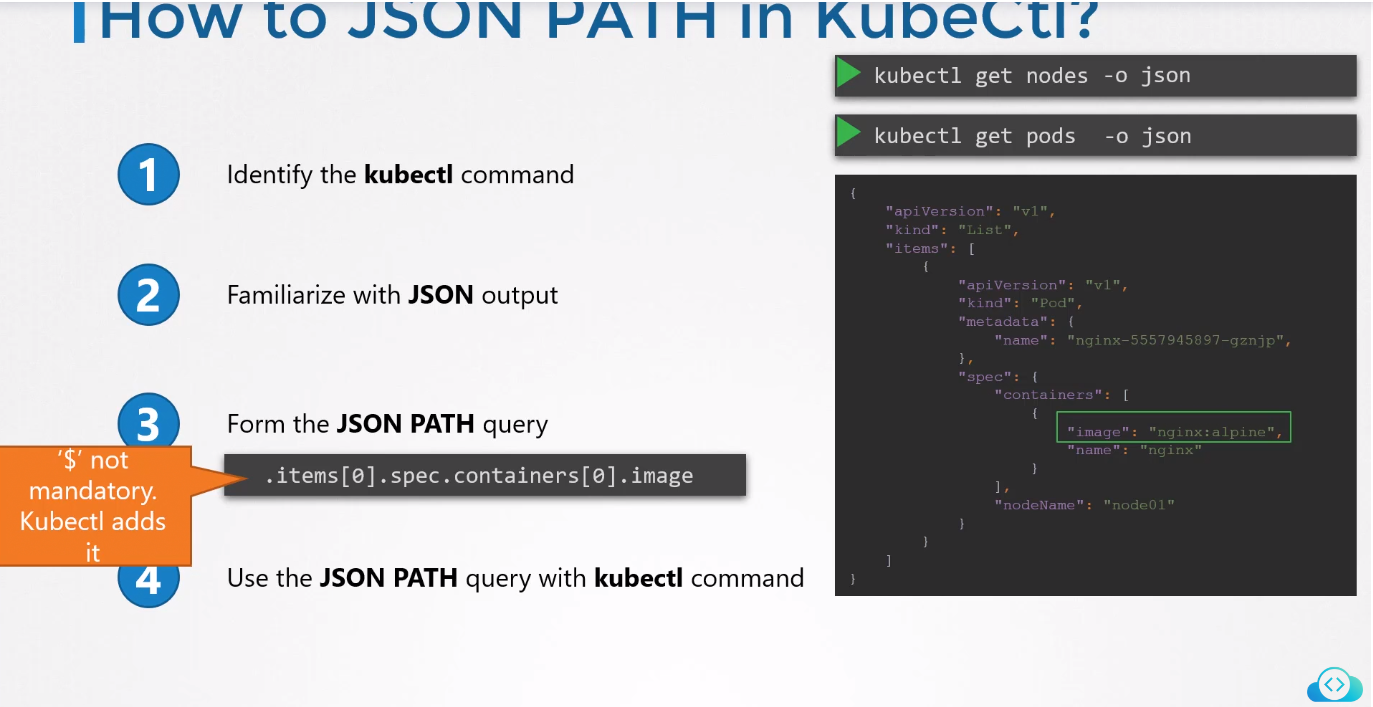 How to JSON PATH in KubeCtl?
kubectl get nodes -o json
kubectl get pods  -o json
1
Identify the kubectl command
2
Familiarize with JSON output
3
Form the JSON PATH query
.items[0].spec.containers[0].image
'$' not
mandatory.
Kubectl adds
it
4
Use the JSON PATH query with kubectl command
{
"apiVersion": "v1",
"kind": "List",
"items": [
{
"apiVersion": "v1",
"kind": "Pod",
"metadata": {
"name": "nginx-5557945897-gznjp",
},
"spec": {
"containers": [
{
"image": "nginx:alpine",
"name": "nginx"
}
],
"nodeName": "node01"
}
}
]
}